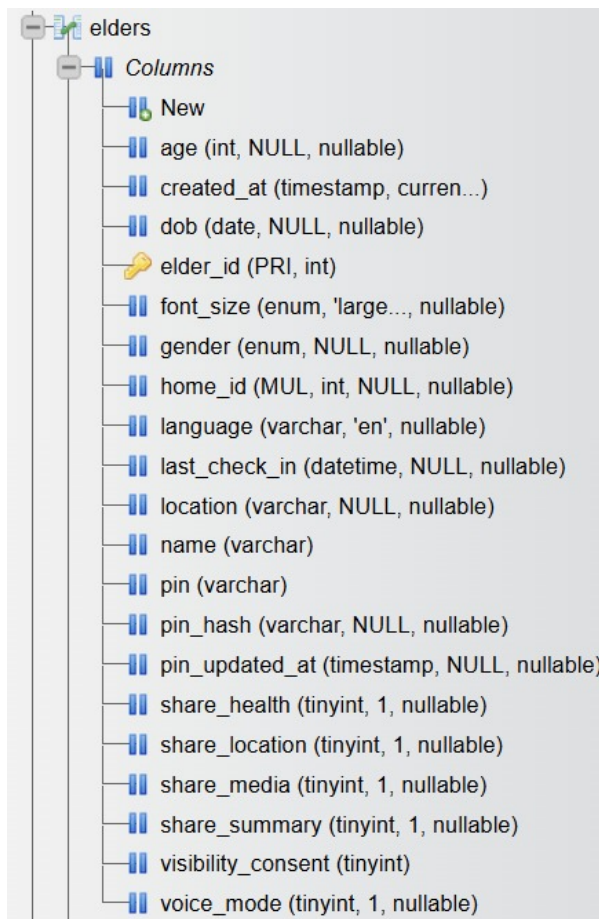 elders
Columns
New
age (int, NULL, nullable)
created_at (timestamp, curren...)
dob (date, NULL, nullable)
elder_id (PRI, int)
font_size (enum, 'large..., nullable)
gender (enum, NULL, nullable)
home_id (MUL, int, NULL, nullable)
language (varchar, 'en', nullable)
last_check_in (datetime, NULL, nullable)
location (varchar, NULL, nullable)
name (varchar)
pin (varchar)
pin_hash (varchar, NULL, nullable)
pin_updated_at (timestamp, NULL, nullable)
share_health (tinyint, 1, nullable)
share_location (tinyint, 1, nullable)
share_media (tinyint, 1, nullable)
share_summary (tinyint, 1, nullable)
visibility_consent (tinyint)
voice_mode (tinyint, 1, nullable)